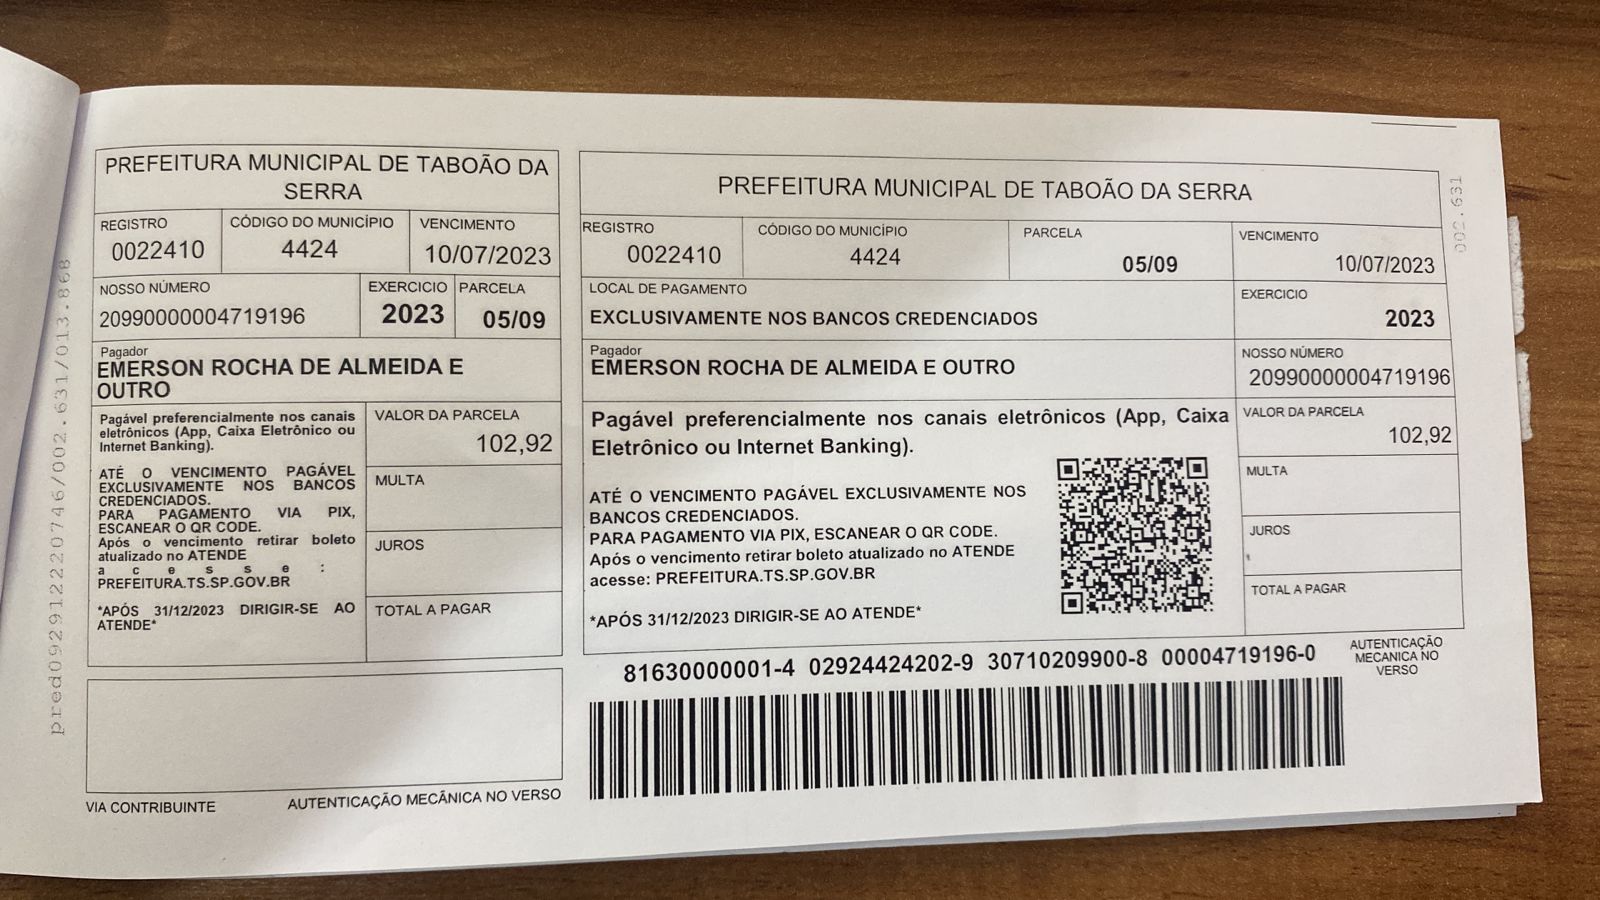 PREFEITURA MUNICIPAL DE TABOÃO DA
SERRA
REGISTRO
0022410
CÓDIGO DO MUNICÍPIO
4424
VENCIMENTO
10/07/2023
NOSSO NÚMERO
20990000004719196
EXERCICIO
2023
PARCELA
05/09
Pagador
EMERSON ROCHA DE ALMEIDA E
OUTRO
Pagável preferencialmente nos canais
eletrônicos (App, Caixa Eletrônico ou
Internet Banking).
ATÉ O VENCIMENTO PAGÁVEL
EXCLUSIVAMENTE NOS BANCOS
CREDENCIADOS.
PARA PAGAMENTO VIA PIX,
ESCANEAR O QR CODE.
Após o vencimento retirar boleto
atualizado no ATENDE
a c e s s e :
PREFEITURA.TS.SP.GOV.BR
*APÓS 31/12/2023 DIRIGIR-SE AO
ATENDE*
VALOR DA PARCELA
102,92
MULTA
JUROS
TOTAL A PAGAR
VIA CONTRIBUINTE
AUTENTICAÇÃO MECÂNICA NO VERSO
pred0929122220746/002.631/013.868
PREFEITURA MUNICIPAL DE TABOÃO DA SERRA
REGISTRO
0022410
CÓDIGO DO MUNICÍPIO
4424
PARCELA
05/09
VENCIMENTO
10/07/2023
LOCAL DE PAGAMENTO
EXCLUSIVAMENTE NOS BANCOS CREDENCIADOS
EXERCICIO
2023
Pagador
EMERSON ROCHA DE ALMEIDA E OUTRO
NOSSO NÚMERO
20990000004719196
Pagável preferencialmente nos canais eletrônicos (App, Caixa
Eletrônico ou Internet Banking).
ATÉ O VENCIMENTO PAGÁVEL EXCLUSIVAMENTE NOS
BANCOS CREDENCIADOS.
PARA PAGAMENTO VIA PIX, ESCANEAR O QR CODE.
Após o vencimento retirar boleto atualizado no ATENDE
acesse: PREFEITURA.TS.SP.GOV.BR
*APÓS 31/12/2023 DIRIGIR-SE AO ATENDE*
VALOR DA PARCELA
102,92
MULTA
JUROS
TOTAL A PAGAR
81630000001-4 02924424202-9 30710209900-8 00004719196-0
AUTENTICAÇÃO
MECANICA NO
VERSO
002.631